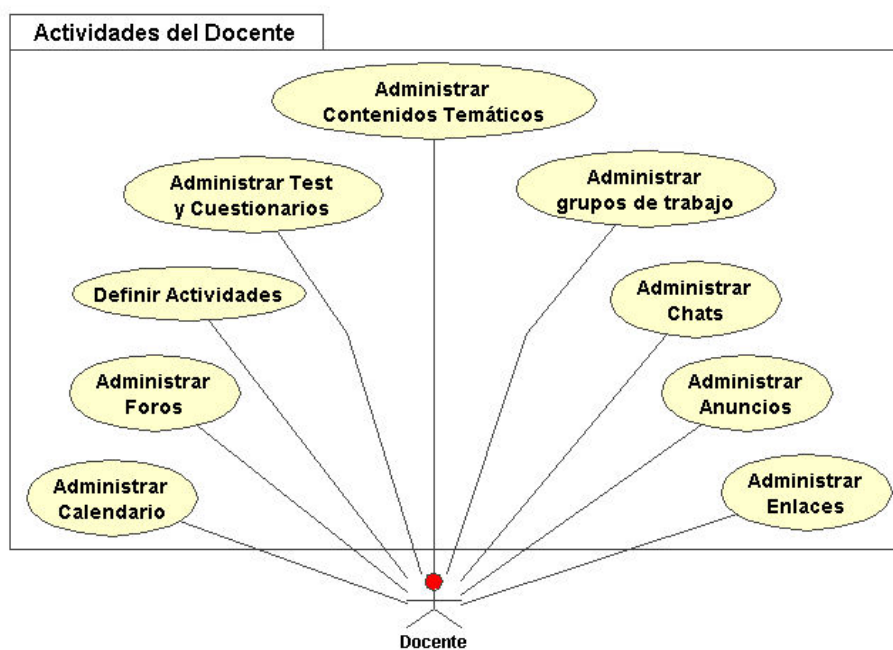 Actividades del Docente
Administrar
Contenidos Temáticos
Administrar Test
y Cuestionarios
Administrar
grupos de trabajo
Definir Actividades
Administrar
Chats
Administrar
Foros
Administrar
Anuncios
Administrar
Calendario
Administrar
Enlaces
Docente